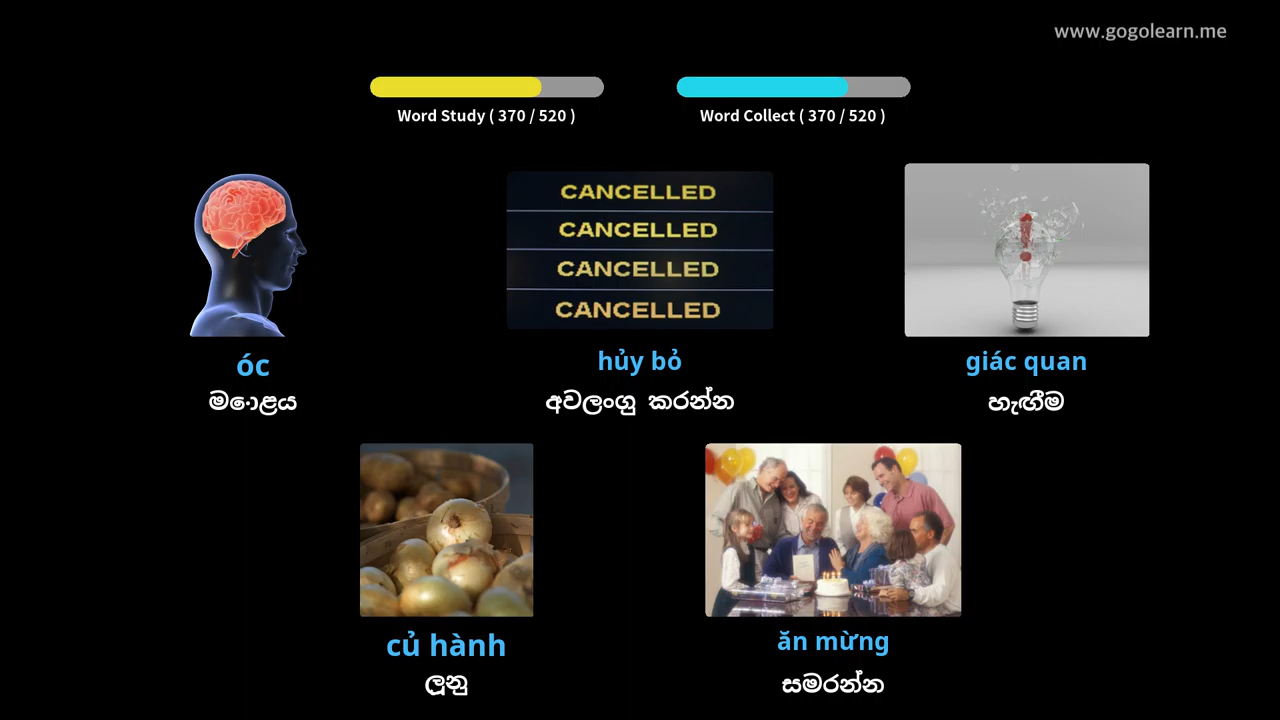 www.gogolearn.me
Word Study ( 370 / 520 )
Word Collect ( 370 / 520 )
CANCELLED
CANCELLED
CANCELLED
CANCELLED
óc
මොළය
hủy bỏ
අවලංගු කරන්න
giác quan
හැඟීම
củ hành
ලූනු
ăn mừng
සමරන්න